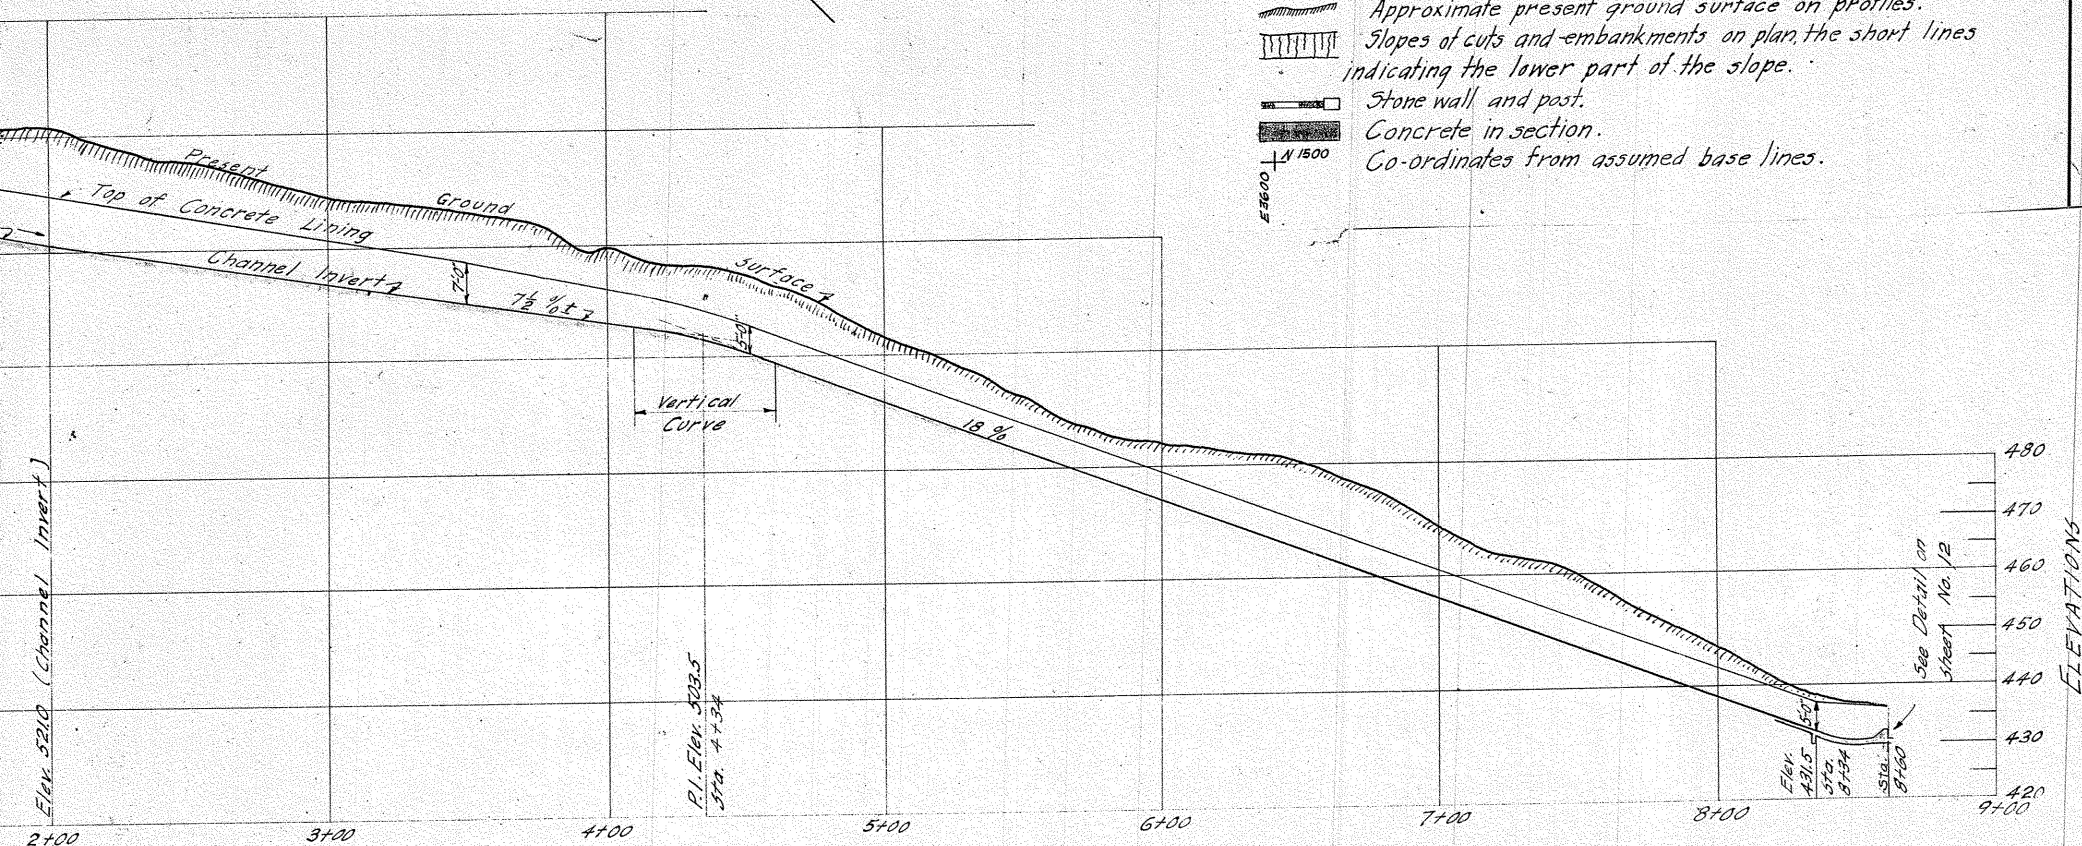 Approximate present ground surface on profiles.
Slopes of cuts and embankments on plan, the short lines
indicating the lower part of the slope.
Stone wall and post.
Concrete in section.
N 1500
E3600
Co-ordinates from assumed base lines.
Present
Ground
Surface
Top of Concrete Lining
Channel Invert
7'-0"
7½ % ±
5'-0"
Vertical
Curve
18 %
Elev. 521.0 (Channel Invert)
P.I. Elev. 503.5
Sta. 4+34
See Detail on
Sheet No. 12
5'-0"
Elev.
431.5
Sta.
8+34
Sta.
8+60
480
470
460
450
440
430
420
ELEVATIONS
2+00
3+00
4+00
5+00
6+00
7+00
8+00
9+00